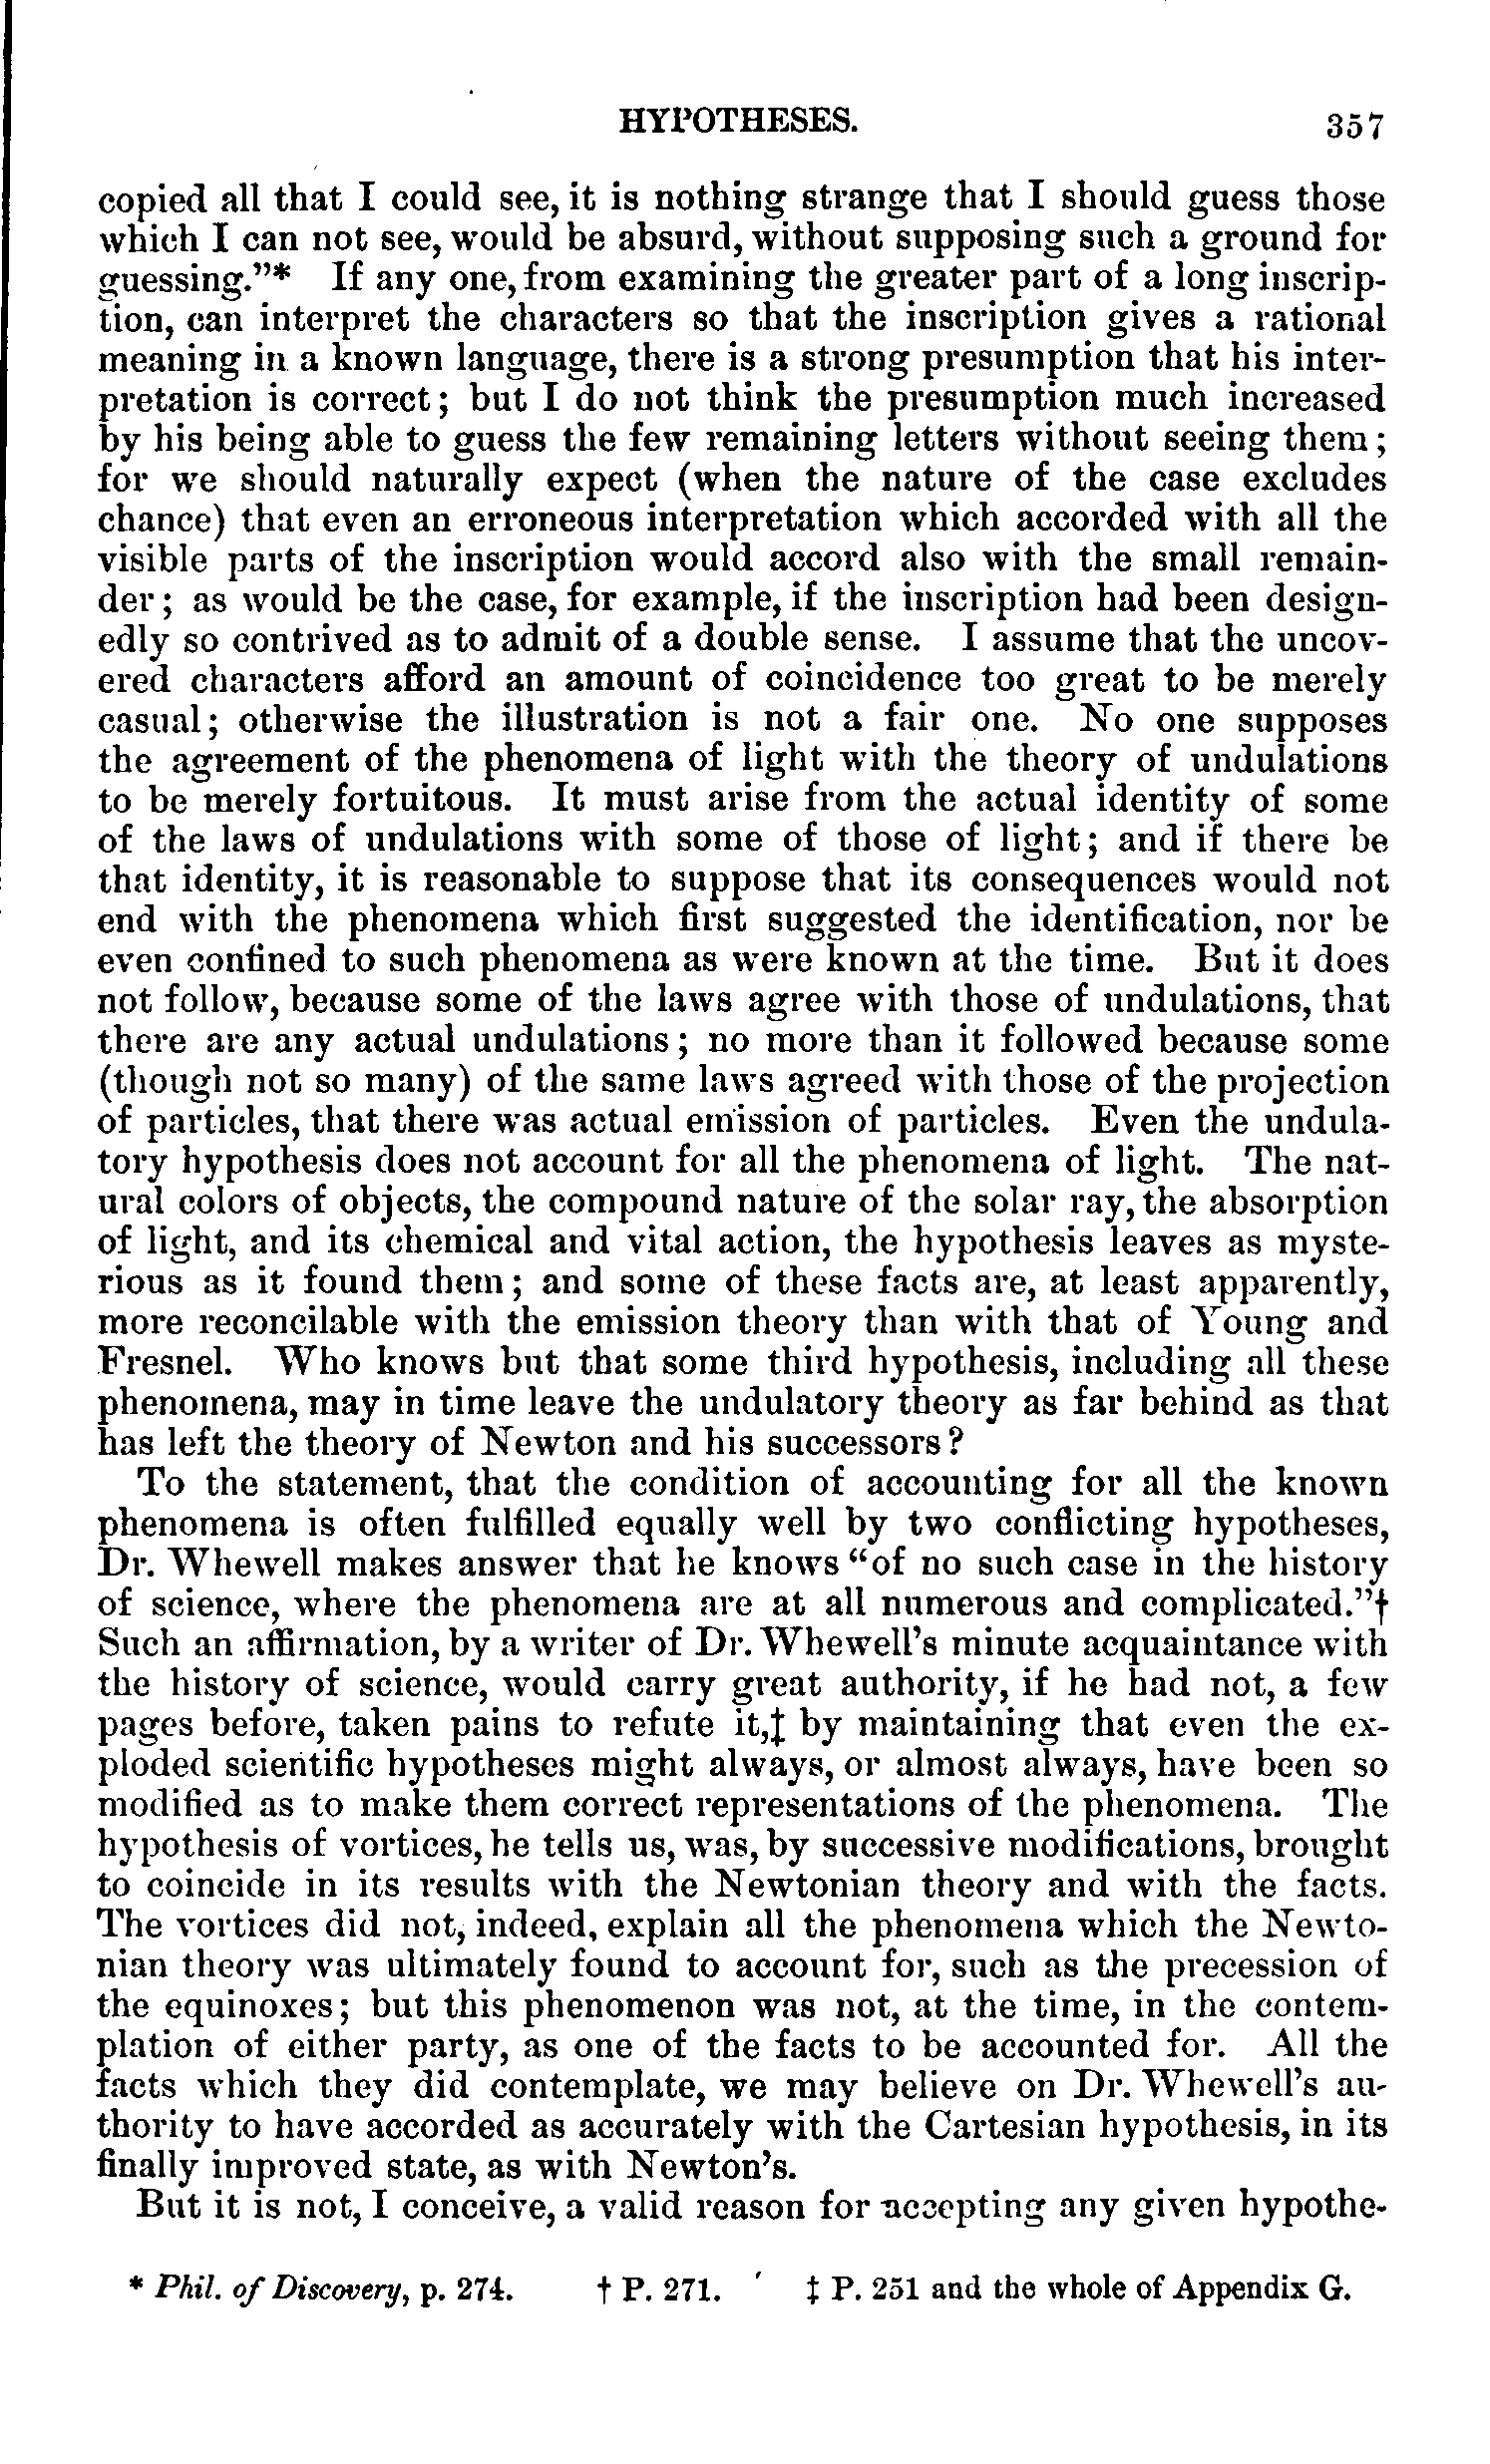 HYPOTHESES.
357
copied all that I could see, it is nothing strange that I should guess those
which I can not see, would be absurd, without supposing such a ground for
guessing."* If any one, from examining the greater part of a long inscrip-
tion, can interpret the characters so that the inscription gives a rational
meaning in a known language, there is a strong presumption that his inter-
pretation is correct; but I do not think the presumption much increased
by his being able to guess the few remaining letters without seeing them;
for we should naturally expect (when the nature of the case excludes
chance) that even an erroneous interpretation which accorded with all the
visible parts of the inscription would accord also with the small remain-
der; as would be the case, for example, if the inscription had been design-
edly so contrived as to admit of a double sense. I assume that the uncov-
ered characters afford an amount of coincidence too great to be merely
casual; otherwise the illustration is not a fair one. No one supposes
the agreement of the phenomena of light with the theory of undulations
to be merely fortuitous. It must arise from the actual identity of some
of the laws of undulations with some of those of light; and if there be
that identity, it is reasonable to suppose that its consequences would not
end with the phenomena which first suggested the identification, nor be
even confined to such phenomena as were known at the time. But it does
not follow, because some of the laws agree with those of undulations, that
there are any actual undulations; no more than it followed because some
(though not so many) of the same laws agreed with those of the projection
of particles, that there was actual emission of particles. Even the undula-
tory hypothesis does not account for all the phenomena of light. The nat-
ural colors of objects, the compound nature of the solar ray, the absorption
of light, and its chemical and vital action, the hypothesis leaves as myste-
rious as it found them; and some of these facts are, at least apparently,
more reconcilable with the emission theory than with that of Young and
Fresnel. Who knows but that some third hypothesis, including all these
phenomena, may in time leave the undulatory theory as far behind as that
has left the theory of Newton and his successors?
To the statement, that the condition of accounting for all the known
phenomena is often fulfilled equally well by two conflicting hypotheses,
Dr. Whewell makes answer that he knows "of no such case in the history
of science, where the phenomena are at all numerous and complicated."†
Such an affirmation, by a writer of Dr. Whewell's minute acquaintance with
the history of science, would carry great authority, if he had not, a few
pages before, taken pains to refute it,‡ by maintaining that even the ex-
ploded scientific hypotheses might always, or almost always, have been so
modified as to make them correct representations of the phenomena. The
hypothesis of vortices, he tells us, was, by successive modifications, brought
to coincide in its results with the Newtonian theory and with the facts.
The vortices did not, indeed, explain all the phenomena which the Newto-
nian theory was ultimately found to account for, such as the precession of
the equinoxes; but this phenomenon was not, at the time, in the contem-
plation of either party, as one of the facts to be accounted for. All the
facts which they did contemplate, we may believe on Dr. Whewell's au-
thority to have accorded as accurately with the Cartesian hypothesis, in its
finally improved state, as with Newton's.
But it is not, I conceive, a valid reason for accepting any given hypothe-
* Phil. of Discovery, p. 274. † P. 271. ‡ P. 251 and the whole of Appendix G.